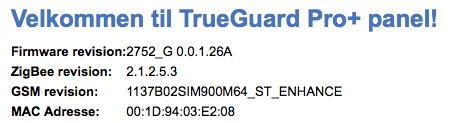 Velkommen til TrueGuard Pro+ panel!
Firmware revision:2752_G 0.0.1.26A
ZigBee revision: 2.1.2.5.3
GSM revision: 1137B02SIM900M64_ST_ENHANCE
MAC Adresse: 00:1D:94:03:E2:08